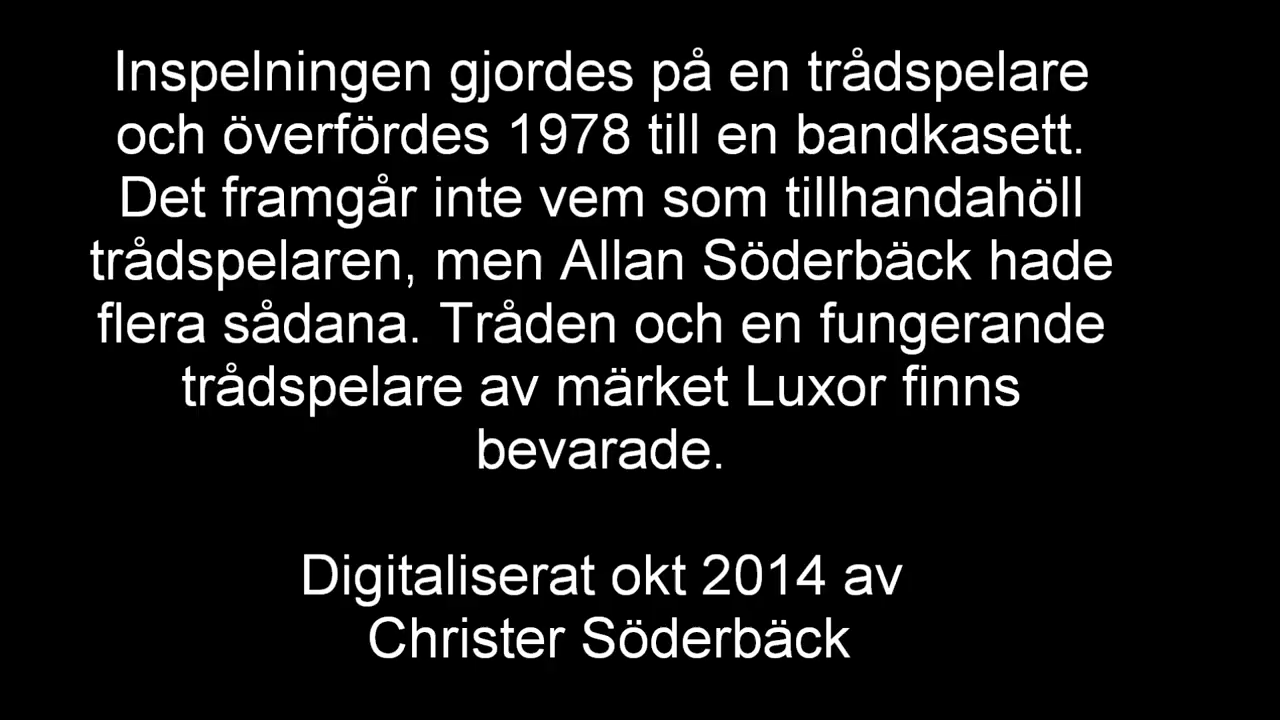 Inspelningen gjordes på en trådspelare
och överfördes 1978 till en bandkasett.
Det framgår inte vem som tillhandahöll
trådspelaren, men Allan Söderbäck hade
flera sådana. Tråden och en fungerande
trådspelare av märket Luxor finns
bevarade.
Digitaliserat okt 2014 av
Christer Söderbäck